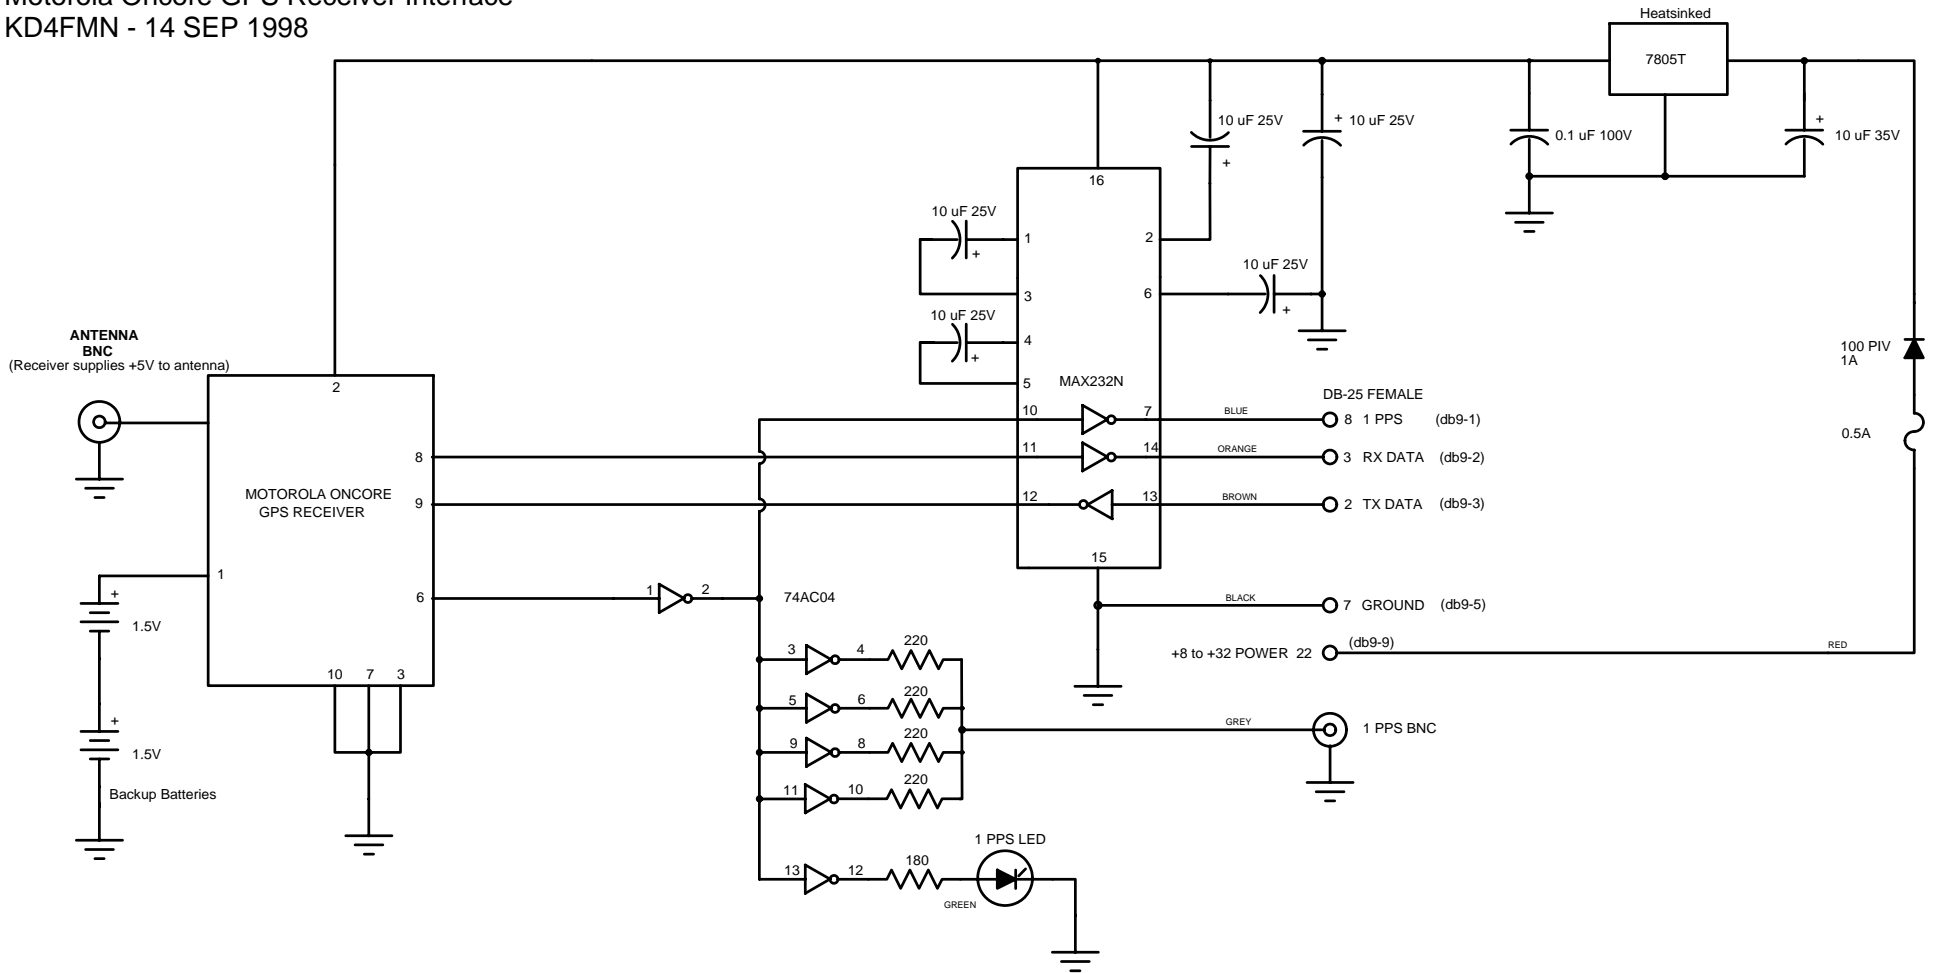 Motorola Oncore GPS Receiver Interface
KD4FMN - 14 SEP 1998
Heatsinked
7805T
10 uF 25V
+ 10 uF 25V
0.1 uF 100V
+
10 uF 35V
+
16
10 uF 25V
1
2
+
10 uF 25V
3
6
+
10 uF 25V
4
+
5
MAX232N
100 PIV
1A
0.5A
ANTENNA
BNC
(Receiver supplies +5V to antenna)
2
DB-25 FEMALE
10
7
BLUE
8 1 PPS (db9-1)
8
11
14
ORANGE
3 RX DATA (db9-2)
MOTOROLA ONCORE
GPS RECEIVER
9
12
13
BROWN
2 TX DATA (db9-3)
15
1
6
1
2
74AC04
BLACK
7 GROUND (db9-5)
+
1.5V
+8 to +32 POWER 22
(db9-9)
RED
10 7 3
3
4
220
5
6
220
GREY
1 PPS BNC
+
1.5V
9
8
220
Backup Batteries
11
10
220
1 PPS LED
13
12
180
GREEN